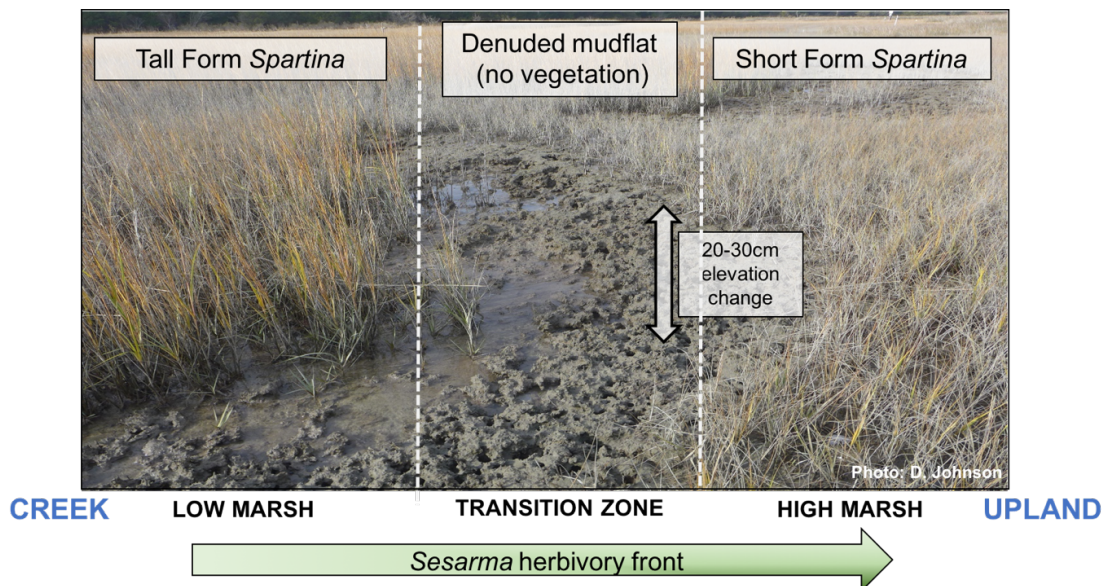 Tall Form Spartina
Denuded mudflat
(no vegetation)
Short Form Spartina
20-30cm
elevation
change
Photo: D, Johnson
CREEK
LOW MARSH
TRANSITION ZONE
HIGH MARSH
UPLAND
Sesarma herbivory front